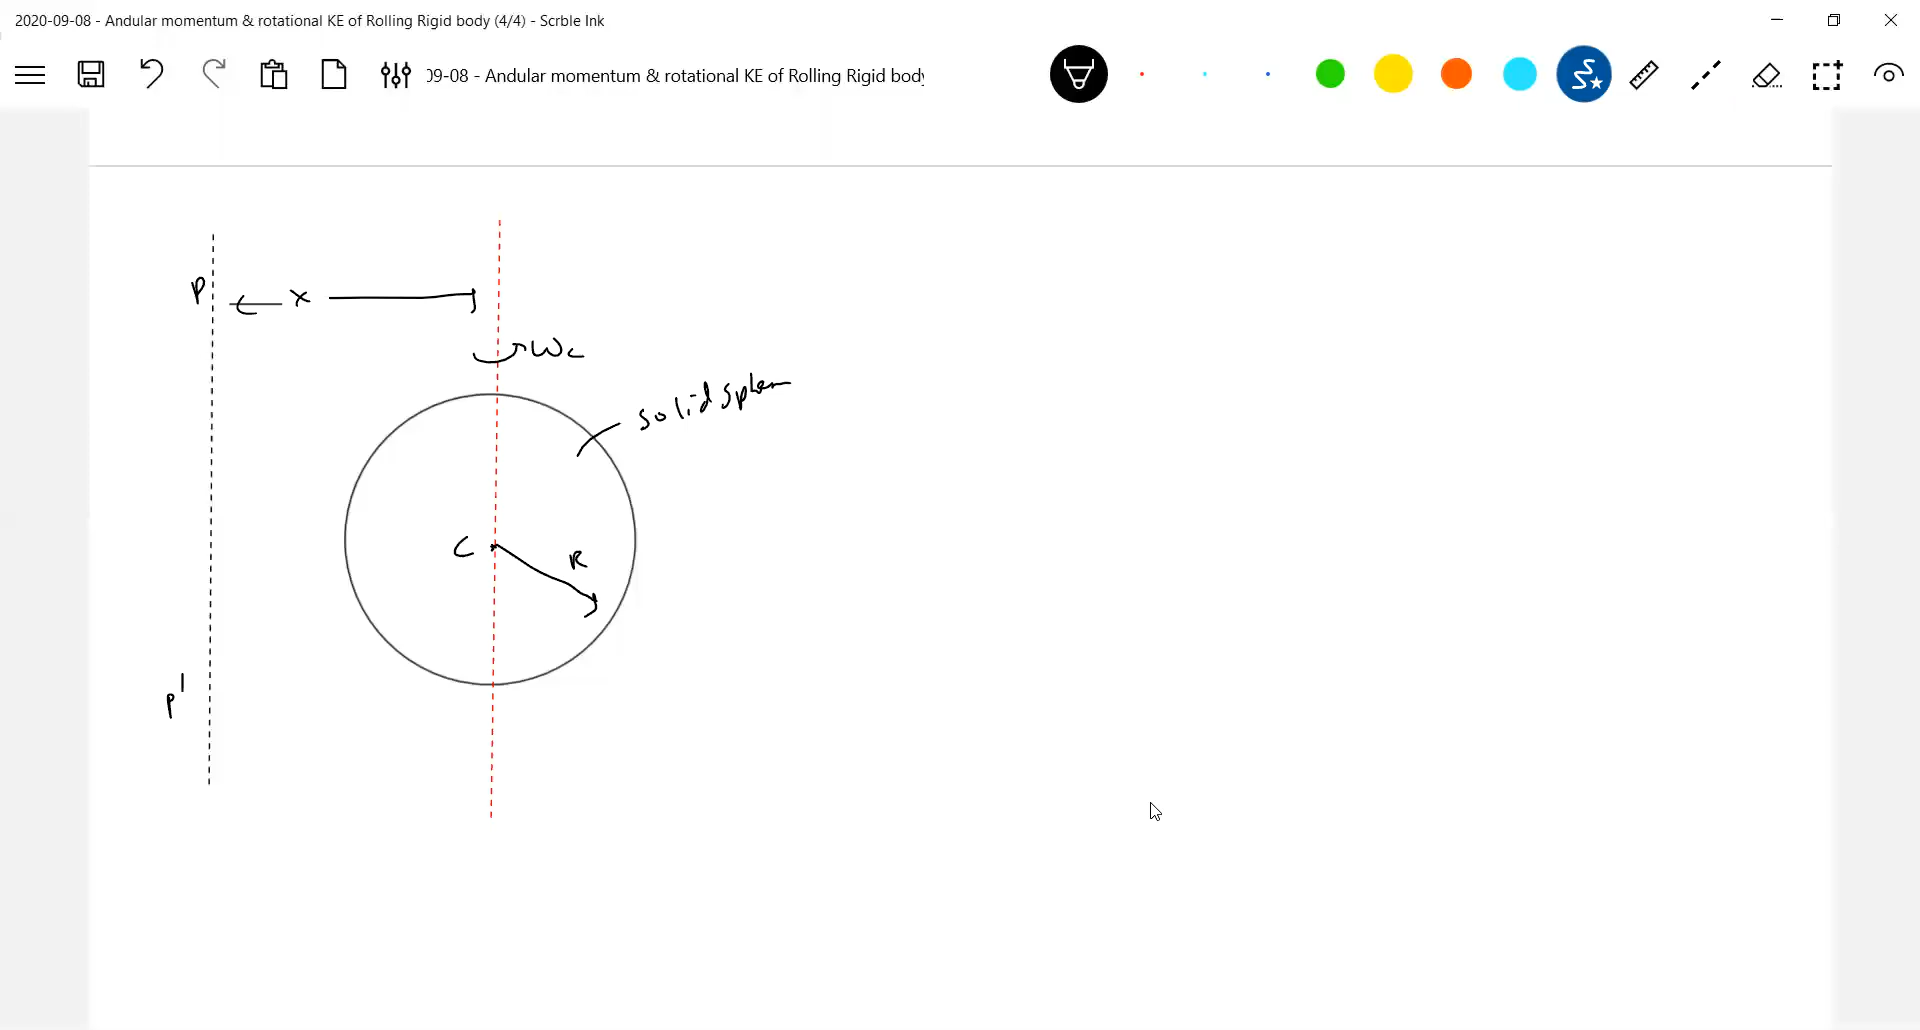 2020-09-08 - Andular momentum & rotational KE of Rolling Rigid body (4/4) - Scrble Ink
09-08 - Andular momentum & rotational KE of Rolling Rigid body
P
x
ωc
solid sphere
C
R
P'